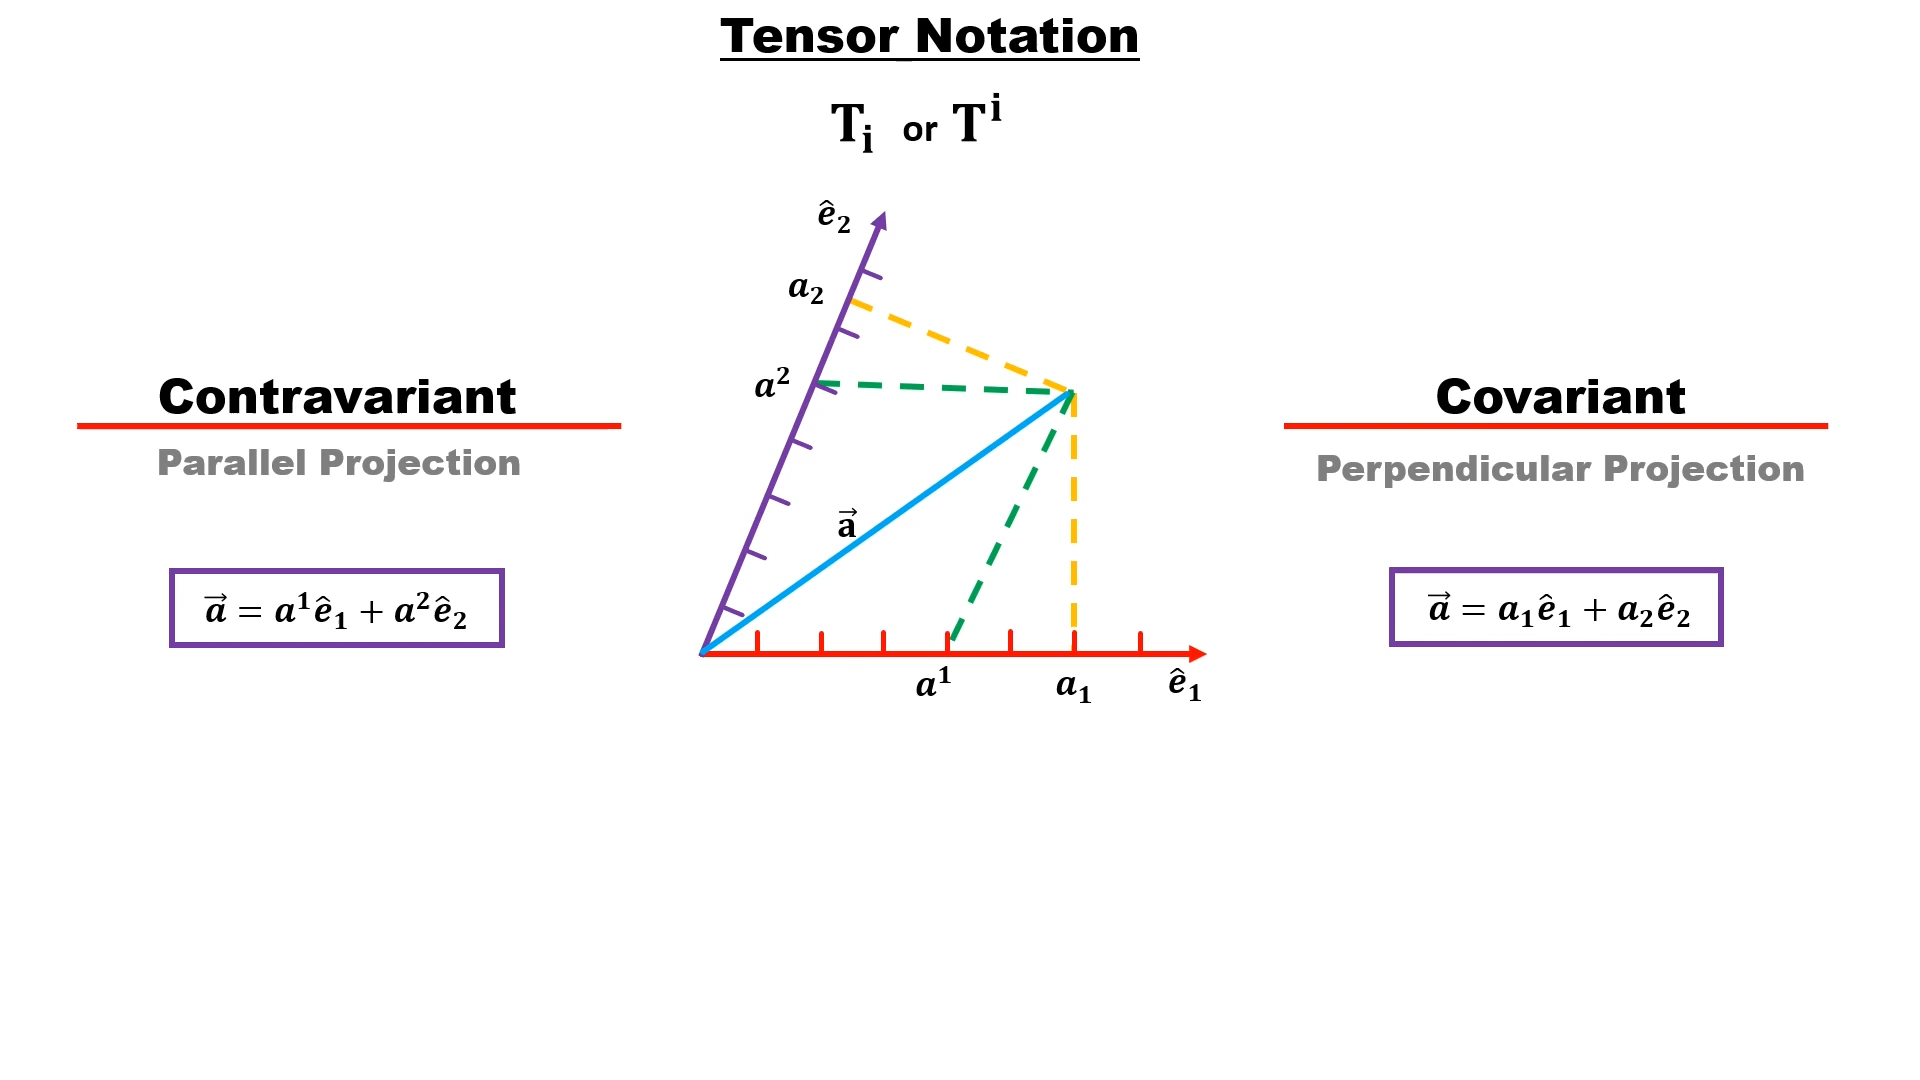 Tensor Notation
Tᵢ or Tⁱ
ê₂
a₂
a²
Contravariant
Parallel Projection
Covariant
Perpendicular Projection
a⃗
a⃗ = a¹ê₁ + a²ê₂
a⃗ = a₁ê₁ + a₂ê₂
a¹
a₁
ê₁